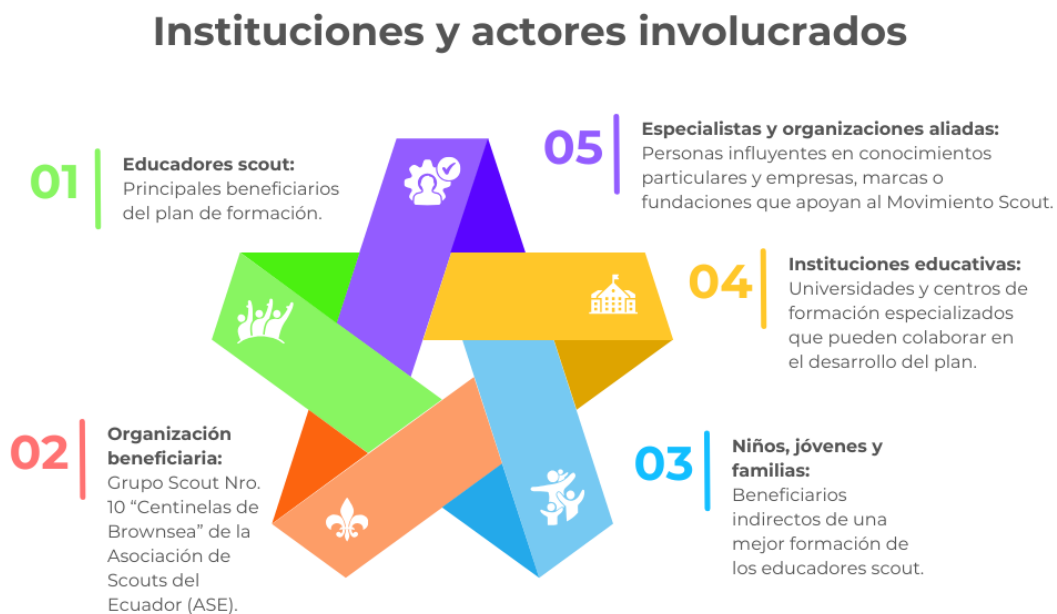 Instituciones y actores involucrados
01
Educadores scout:
Principales beneficiarios
del plan de formación.
02
Organización
beneficiaria:
Grupo Scout Nro.
10 “Centinelas de
Brownsea” de la
Asociación de
Scouts del
Ecuador (ASE).
03
Niños, jóvenes y
familias:
Beneficiarios
indirectos de una
mejor formación de
los educadores scout.
04
Instituciones educativas:
Universidades y centros de
formación especializados
que pueden colaborar en
el desarrollo del plan.
05
Especialistas y organizaciones aliadas:
Personas influyentes en conocimientos
particulares y empresas, marcas o
fundaciones que apoyan al Movimiento Scout.